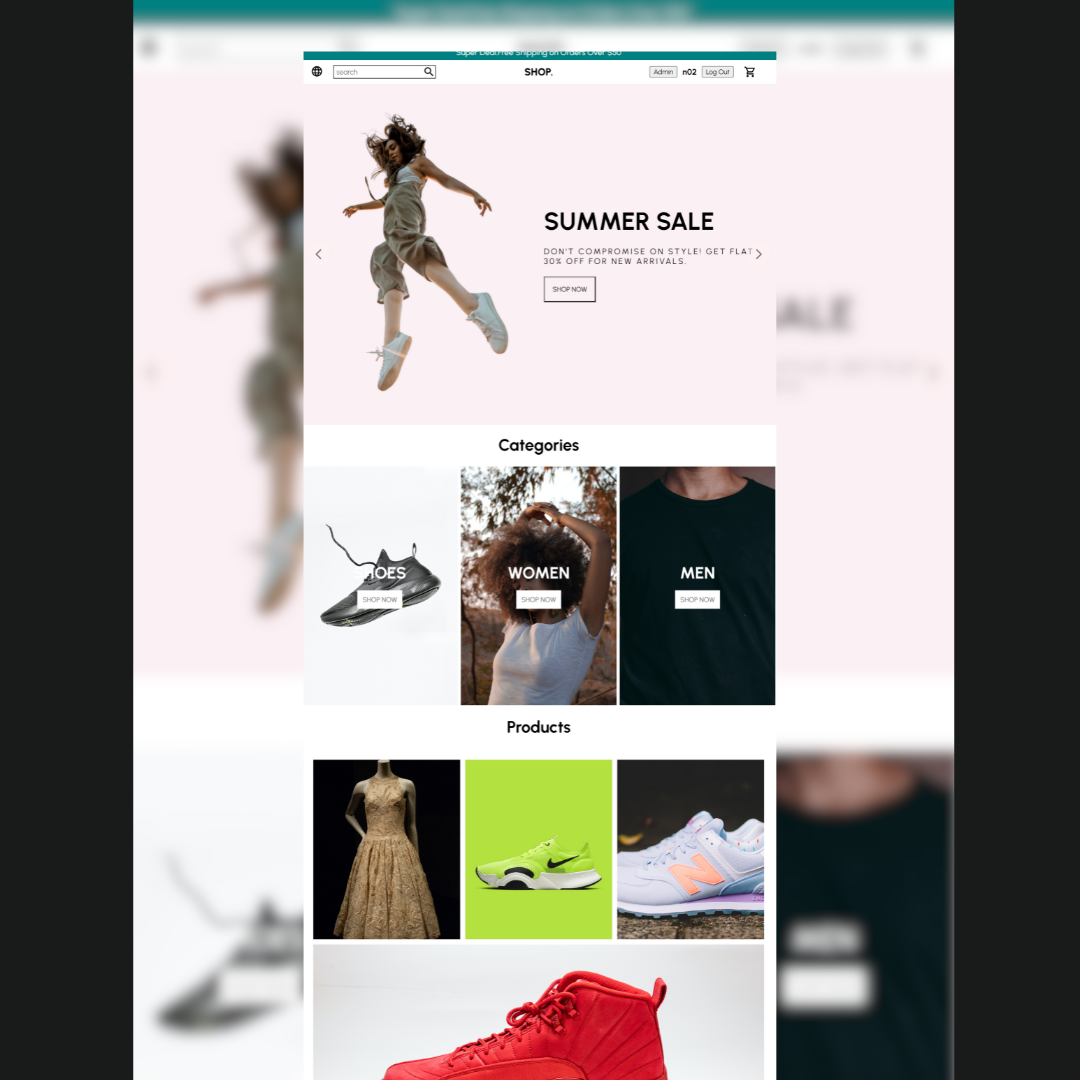 Super Deal!Free Shipping on Orders Over $50
search
SHOP.
Admin
n02
Log Out
SUMMER SALE
DON'T COMPROMISE ON STYLE! GET FLAT
30% OFF FOR NEW ARRIVALS.
SHOP NOW
Categories
SHOES
WOMEN
MEN
SHOP NOW
SHOP NOW
SHOP NOW
Products